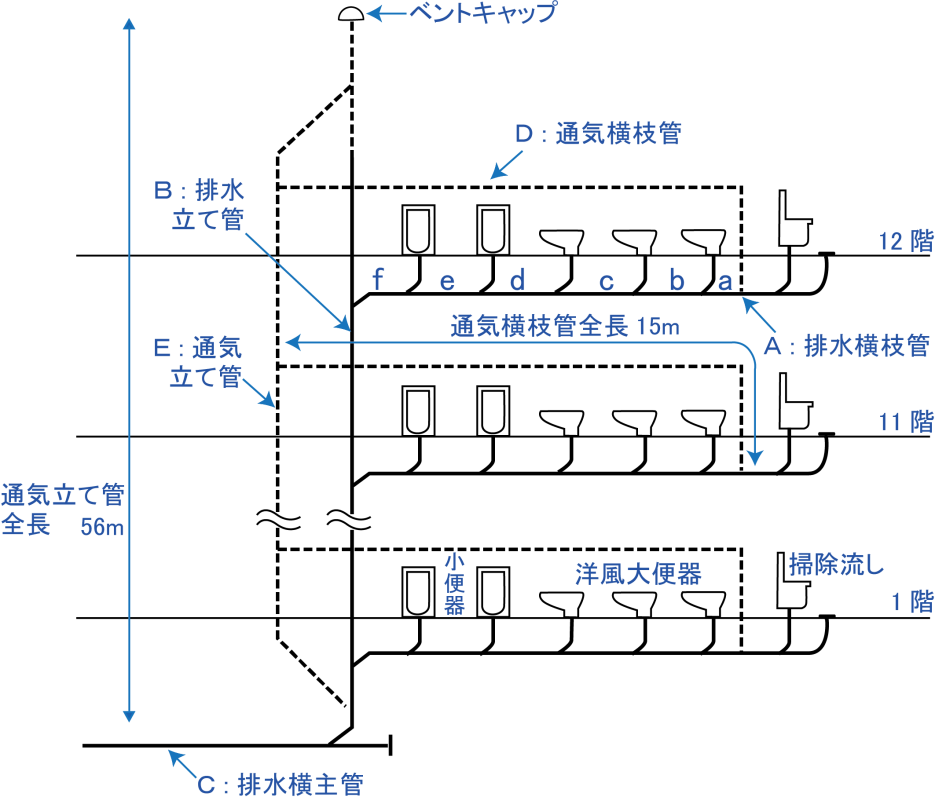 ベントキャップ
D：通気横枝管
B：排水
立て管
12 階
f e d c b a
通気横枝管全長 15m
A：排水横枝管
E：通気
立て管
11 階
通気立て管
全長 56m
小便器
洋風大便器
掃除流し
1 階
C：排水横主管